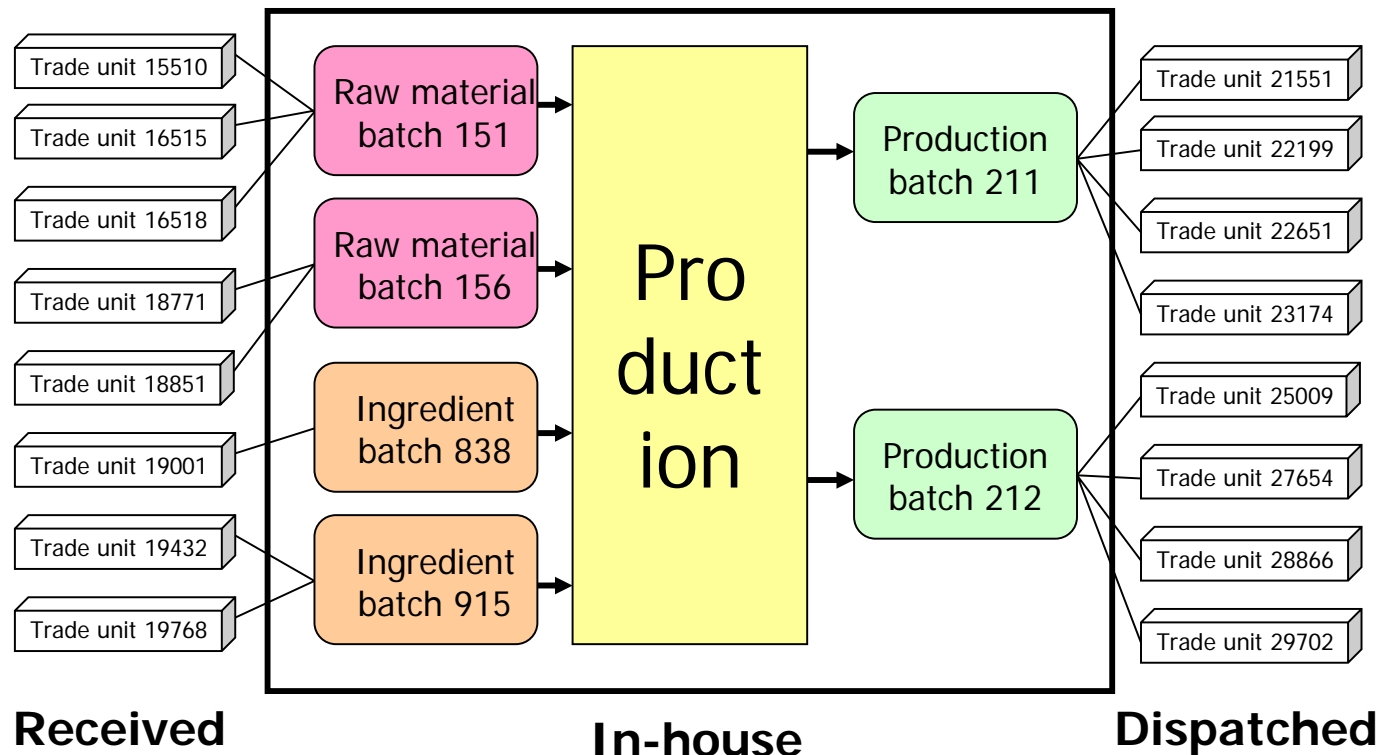 Trade unit 15510
Trade unit 16515
Trade unit 16518
Trade unit 18771
Trade unit 18851
Trade unit 19001
Trade unit 19432
Trade unit 19768
Raw material
batch 151
Raw material
batch 156
Ingredient
batch 838
Ingredient
batch 915
Pro
duct
ion
Production
batch 211
Production
batch 212
Trade unit 21551
Trade unit 22199
Trade unit 22651
Trade unit 23174
Trade unit 25009
Trade unit 27654
Trade unit 28866
Trade unit 29702
Received
In-house
Dispatched